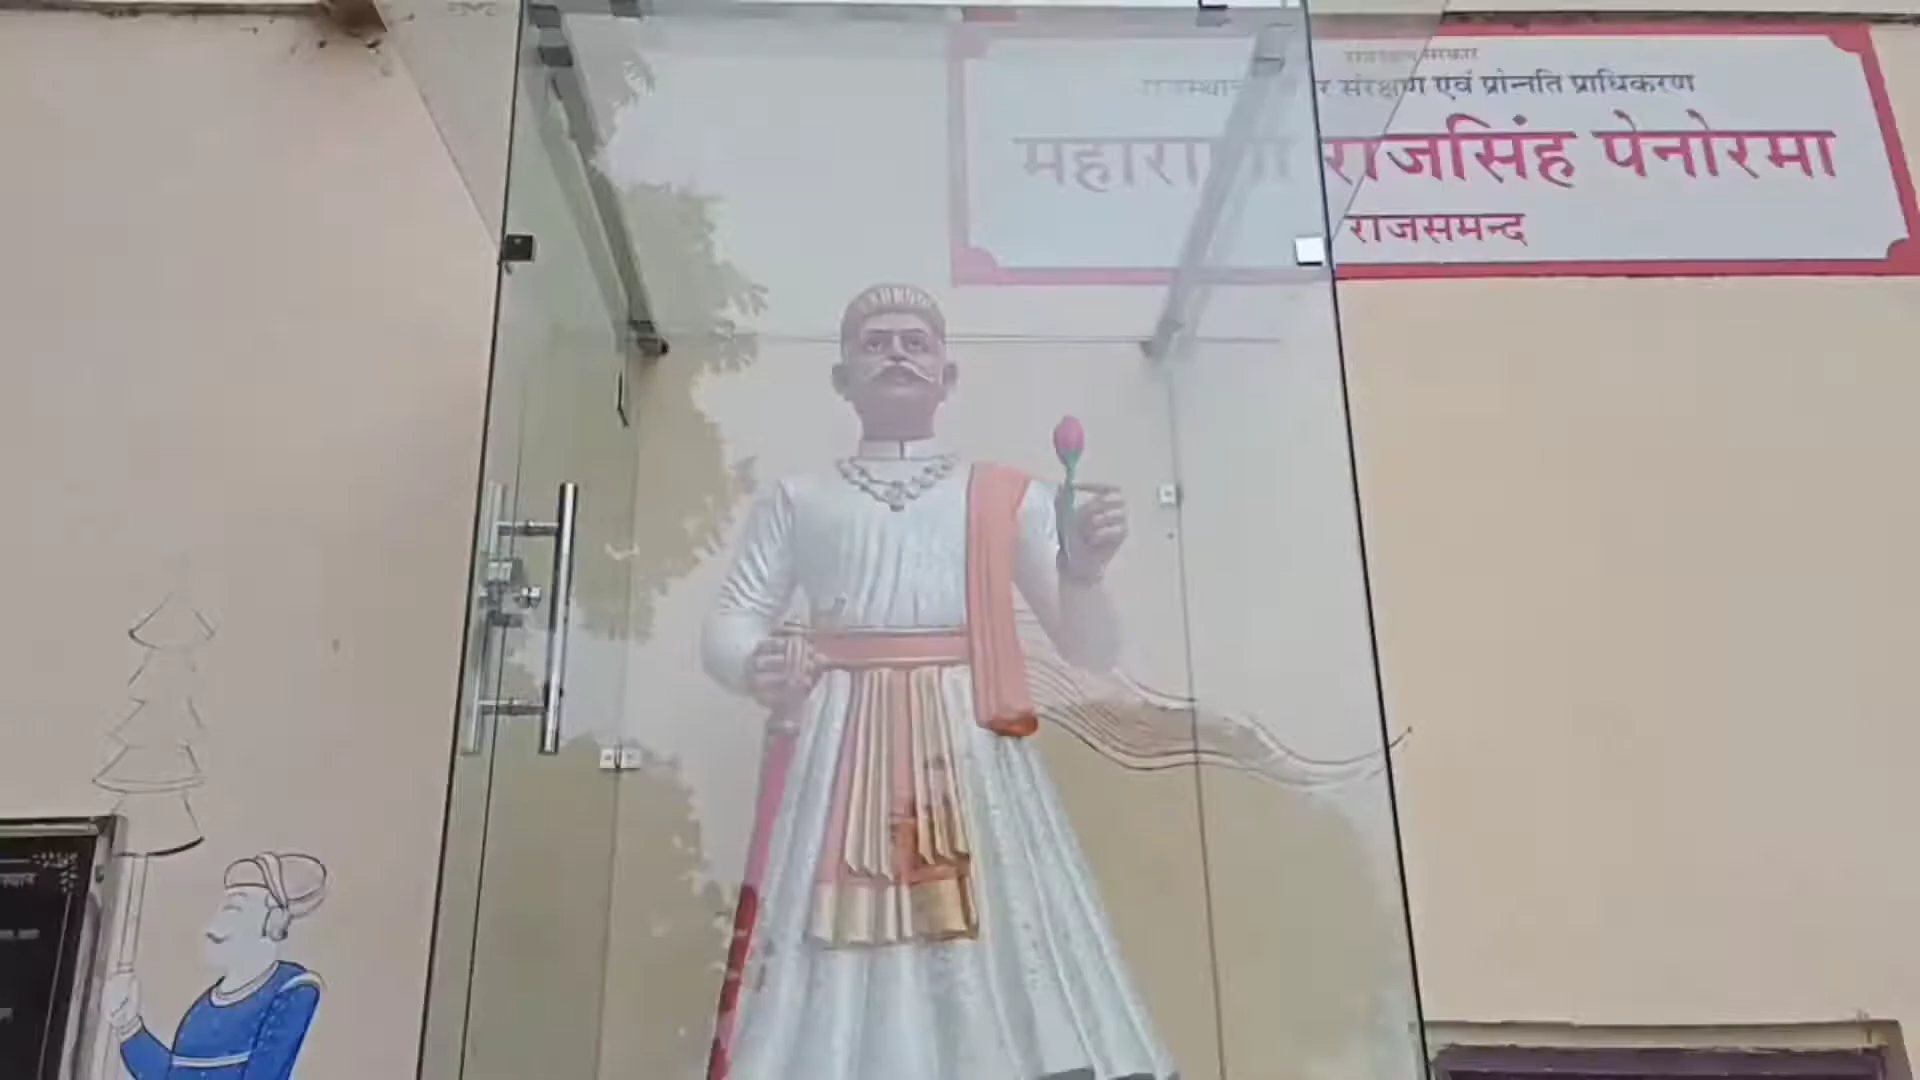 राजस्थान सरकार
संरक्षण एवं प्रोन्नति प्राधिकरण
महाराणा राजसिंह पेनोरमा
राजसमन्द